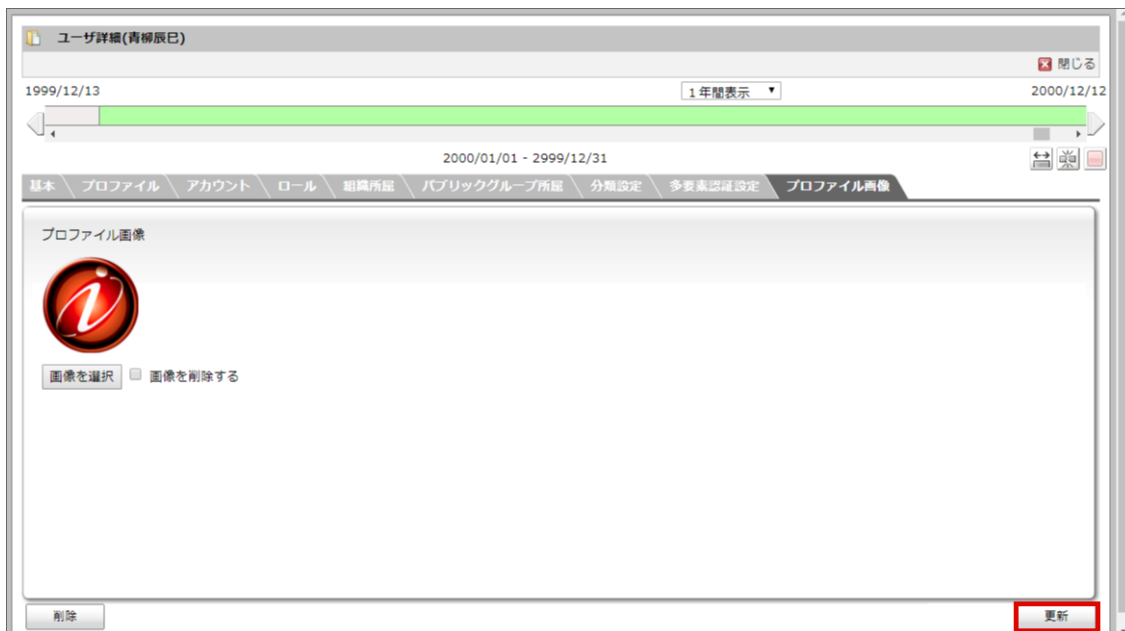 ユーザ詳細(青柳辰巳)
閉じる
1999/12/13 1年間表示 2000/12/12
2000/01/01 - 2999/12/31
基本 プロファイル アカウント ロール 組織所属 パブリックグループ所属 分類設定 多要素認証設定 プロファイル画像
プロファイル画像
画像を選択 画像を削除する
削除 更新